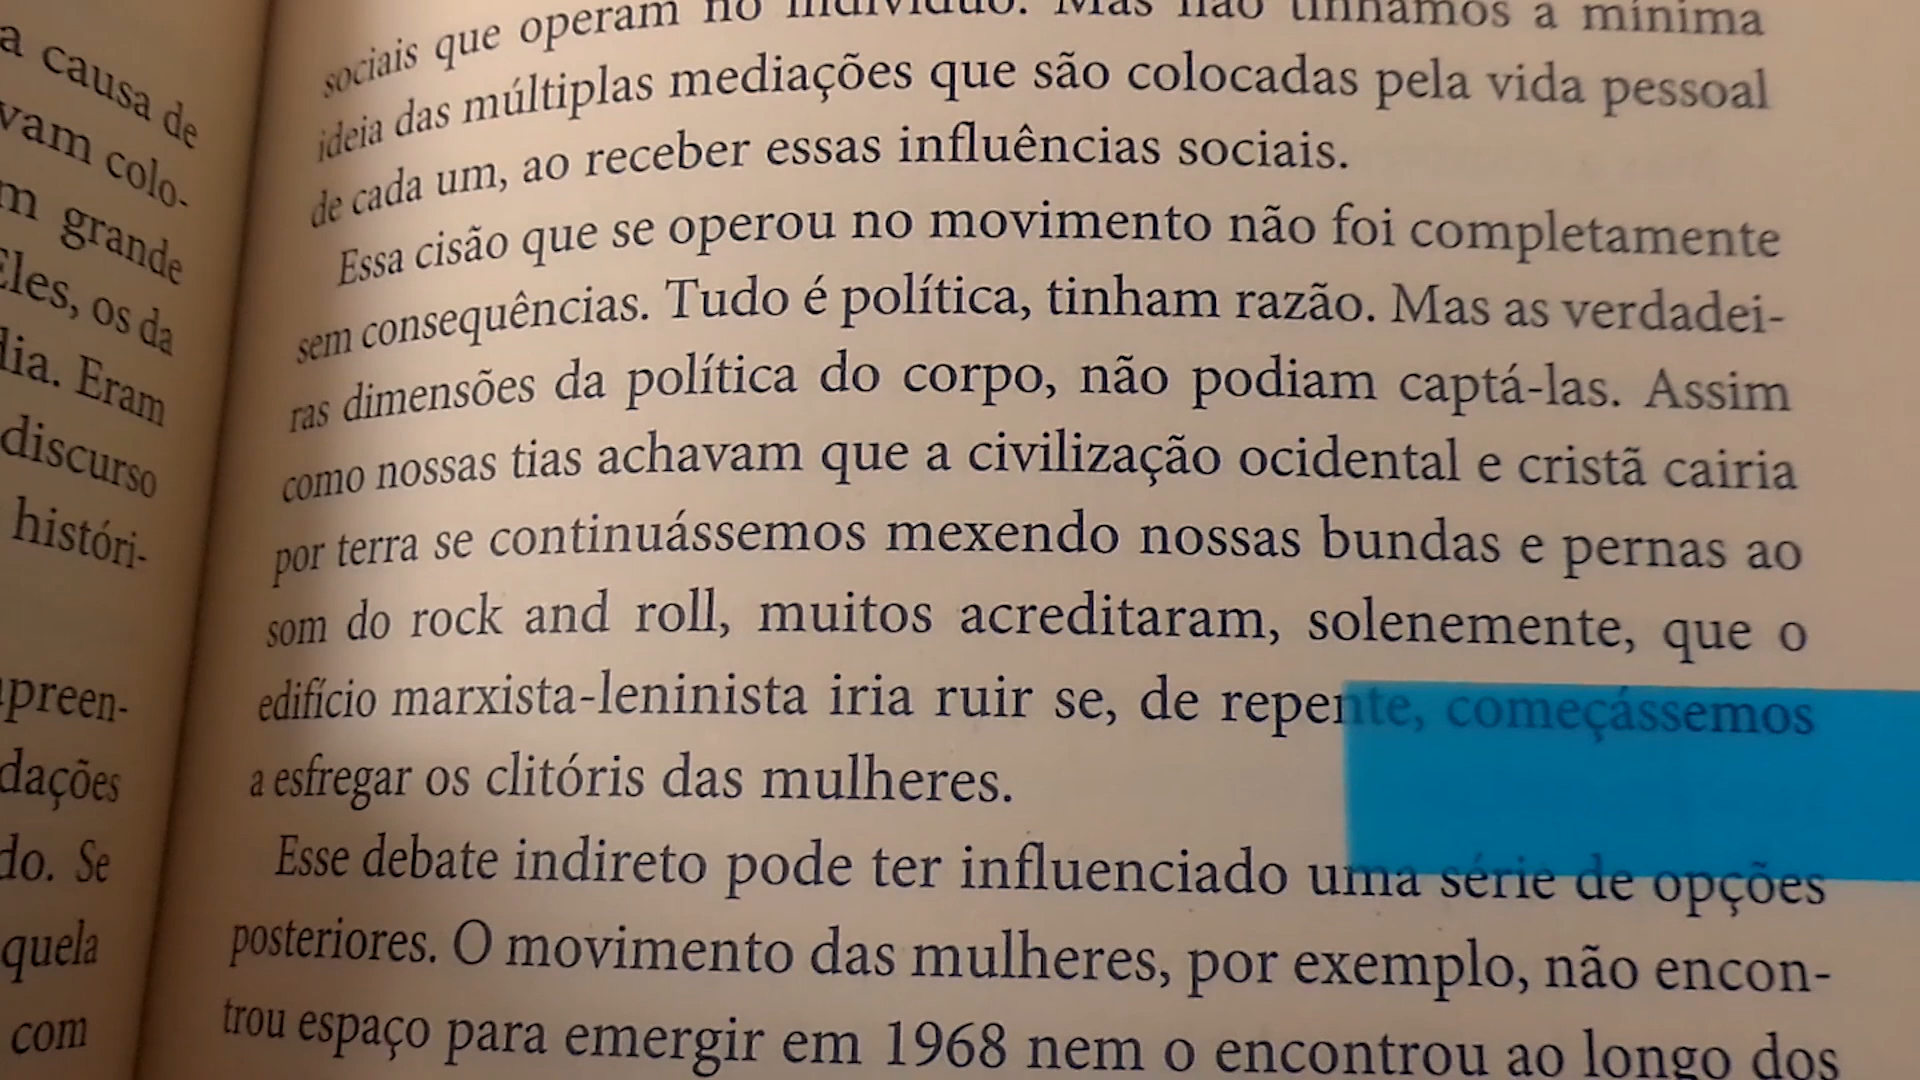 a causa de
vam colo-
m grande
Eles, os da
dia. Eram
discurso
históri-
preen-
dações
do. Se
quela
com
sociais que operam no indivíduo. Mas não tínhamos a mínima
ideia das múltiplas mediações que são colocadas pela vida pessoal
de cada um, ao receber essas influências sociais.
Essa cisão que se operou no movimento não foi completamente
sem consequências. Tudo é política, tinham razão. Mas as verdadei-
ras dimensões da política do corpo, não podiam captá-las. Assim
como nossas tias achavam que a civilização ocidental e cristã cairia
por terra se continuássemos mexendo nossas bundas e pernas ao
som do rock and roll, muitos acreditaram, solenemente, que o
edifício marxista-leninista iria ruir se, de repente, começássemos
a esfregar os clitóris das mulheres.
Esse debate indireto pode ter influenciado uma série de opções
posteriores. O movimento das mulheres, por exemplo, não encon-
trou espaço para emergir em 1968 nem o encontrou ao longo dos